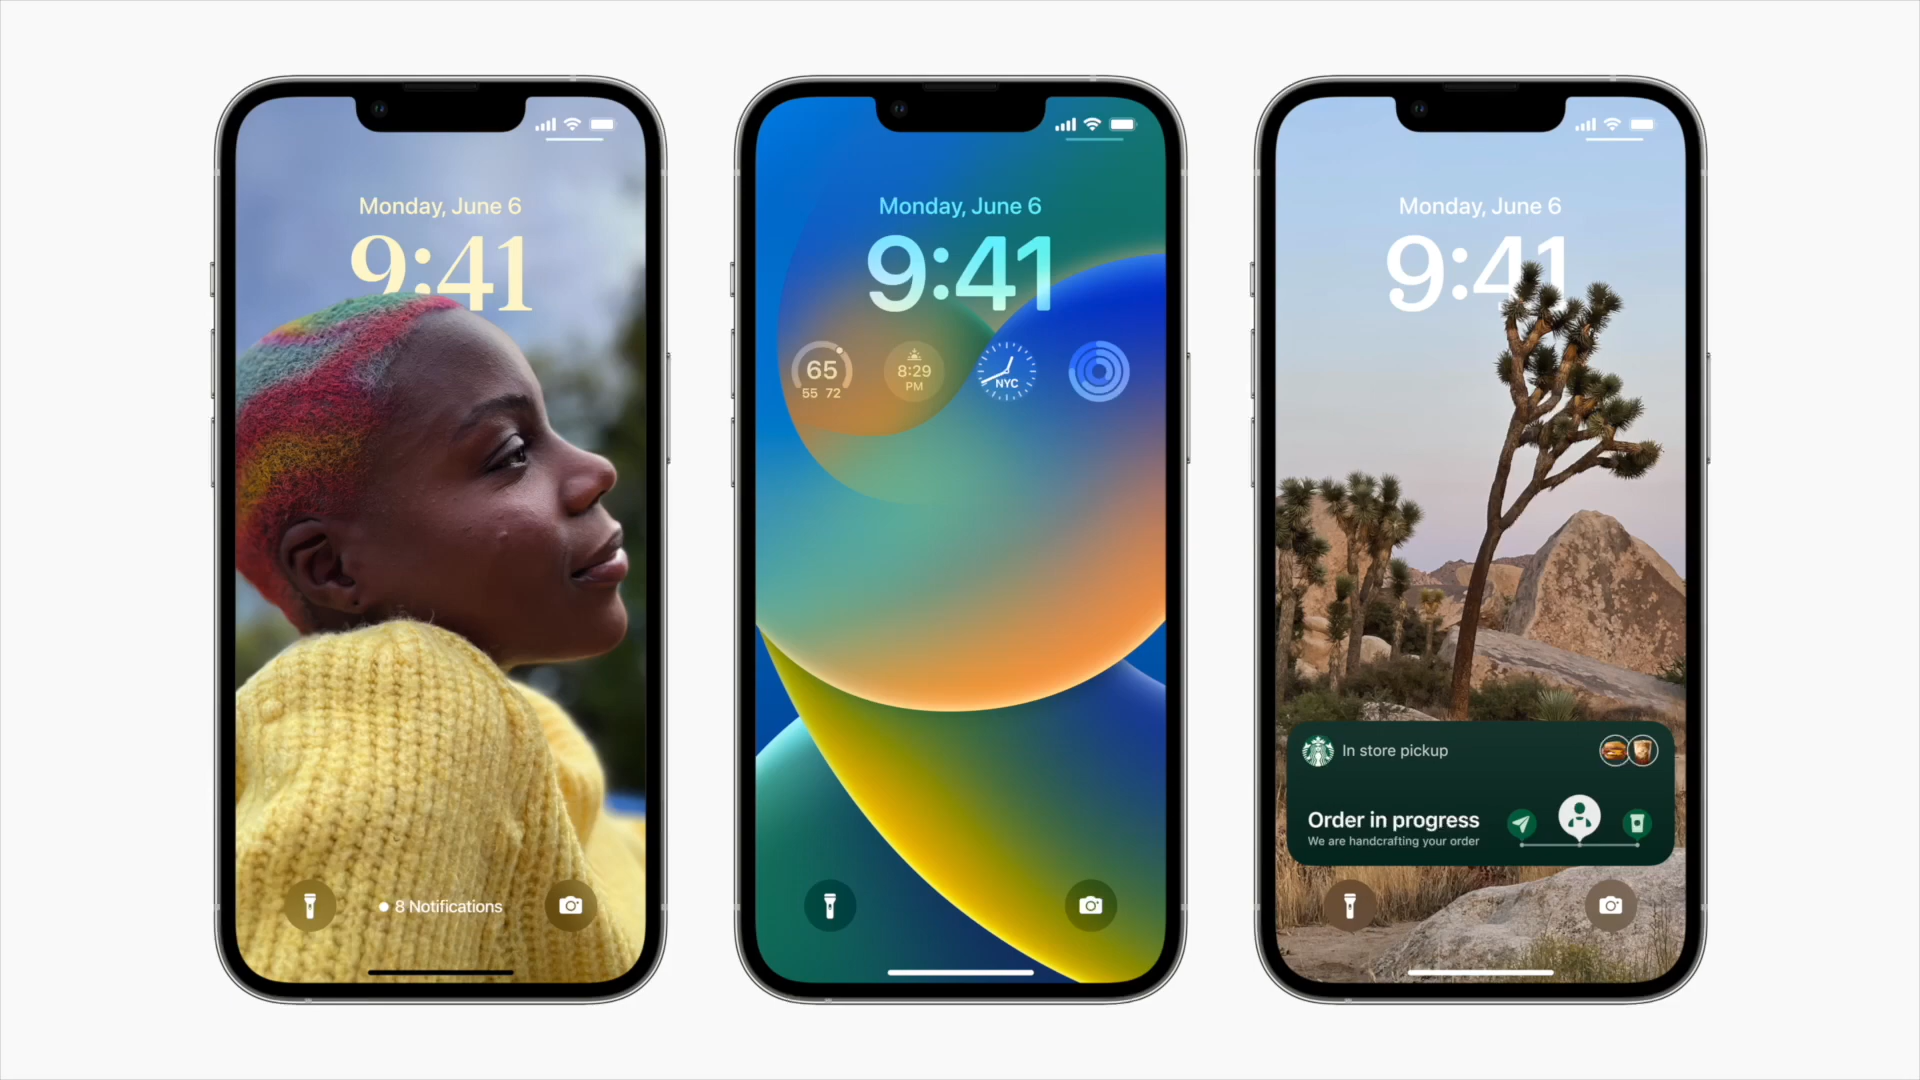 Monday, June 6
9:41
8 Notifications
Monday, June 6
9:41
65
55 72
8:29
PM
NYC
Monday, June 6
9:41
In store pickup
Order in progress
We are handcrafting your order